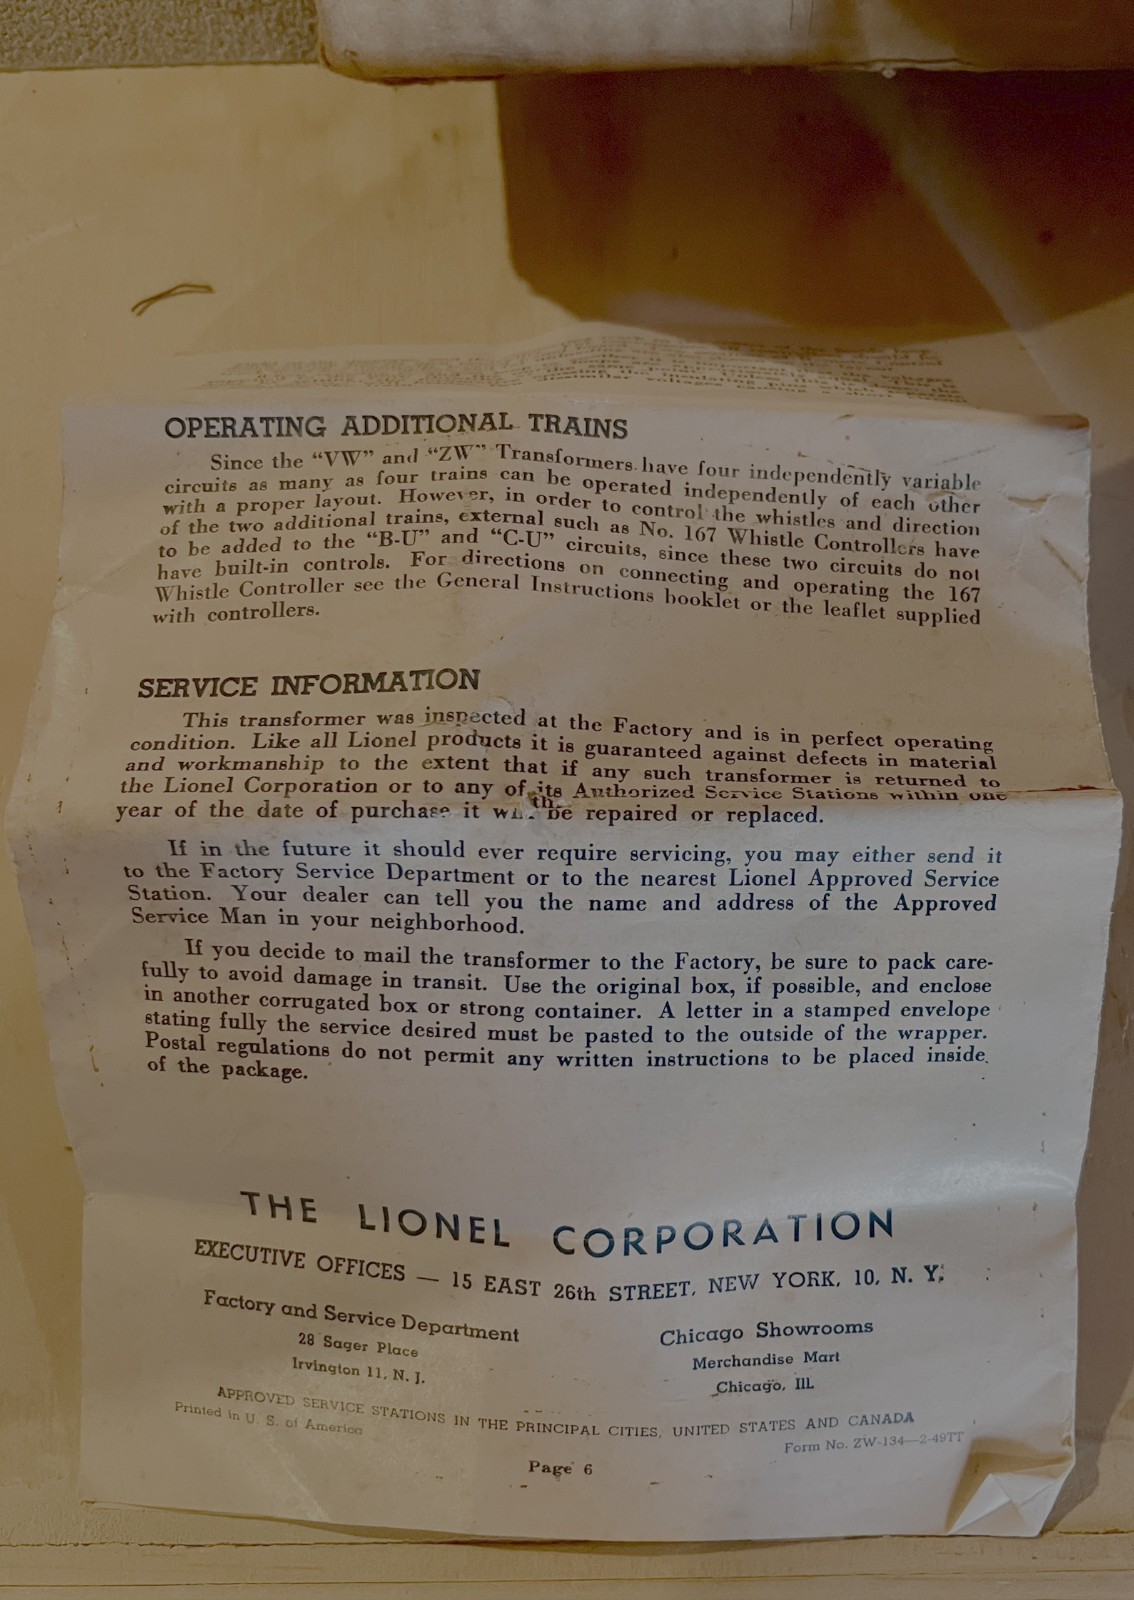 OPERATING ADDITIONAL TRAINS
Since the “VW” and “ZW” Transformers have four independently variable
circuits as many as four trains can be operated independently of each other
with a proper layout. However, in order to control the whistles and direction
of the two additional trains, external such as No. 167 Whistle Controllers have
to be added to the “B-U” and “C-U” circuits, since these two circuits do not
have built-in controls. For directions on connecting and operating the 167
Whistle Controller see the General Instructions booklet or the leaflet supplied
with controllers.
SERVICE INFORMATION
This transformer was inspected at the Factory and is in perfect operating
condition. Like all Lionel products it is guaranteed against defects in material
and workmanship to the extent that if any such transformer is returned to
the Lionel Corporation or to any of its Authorized Service Stations within one
year of the date of purchase it be repaired or replaced.
If in the future it should ever require servicing, you may either send it
to the Factory Service Department or to the nearest Lionel Approved Service
Station. Your dealer can tell you the name and address of the Approved
Service Man in your neighborhood.
If you decide to mail the transformer to the Factory, be sure to pack care-
fully to avoid damage in transit. Use the original box, if possible, and enclose
in another corrugated box or strong container. A letter in a stamped envelope
stating fully the service desired must be pasted to the outside of the wrapper.
Postal regulations do not permit any written instructions to be placed inside
of the package.
THE LIONEL CORPORATION
EXECUTIVE OFFICES — 15 EAST 26th STREET, NEW YORK, 10, N. Y.
Factory and Service Department
28 Sager Place
Irvington 11, N. J.
Chicago Showrooms
Merchandise Mart
Chicago, Ill.
APPROVED SERVICE STATIONS IN THE PRINCIPAL CITIES, UNITED STATES AND CANADA
Printed in U. S. of America
Form No. ZW-134—2-49TT
Page 6